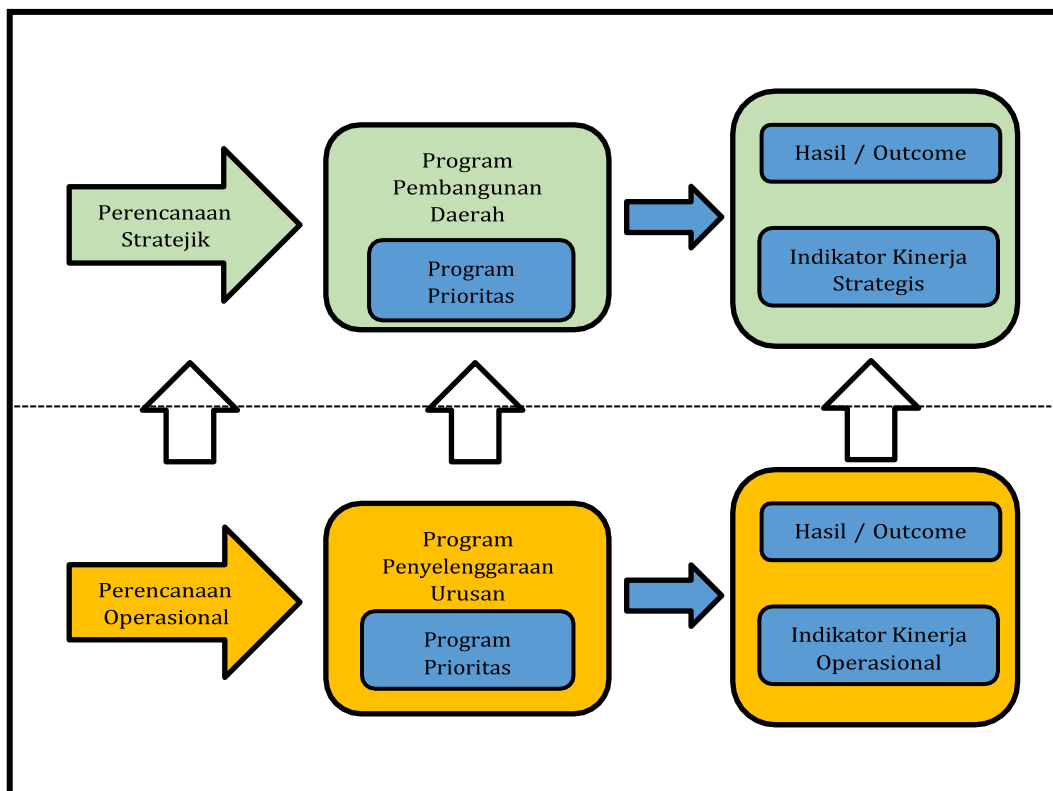 Perencanaan
Stratejik
Program
Pembangunan
Daerah
Program
Prioritas
Hasil / Outcome
Indikator Kinerja
Strategis
Perencanaan
Operasional
Program
Penyelenggaraan
Urusan
Program
Prioritas
Hasil / Outcome
Indikator Kinerja
Operasional